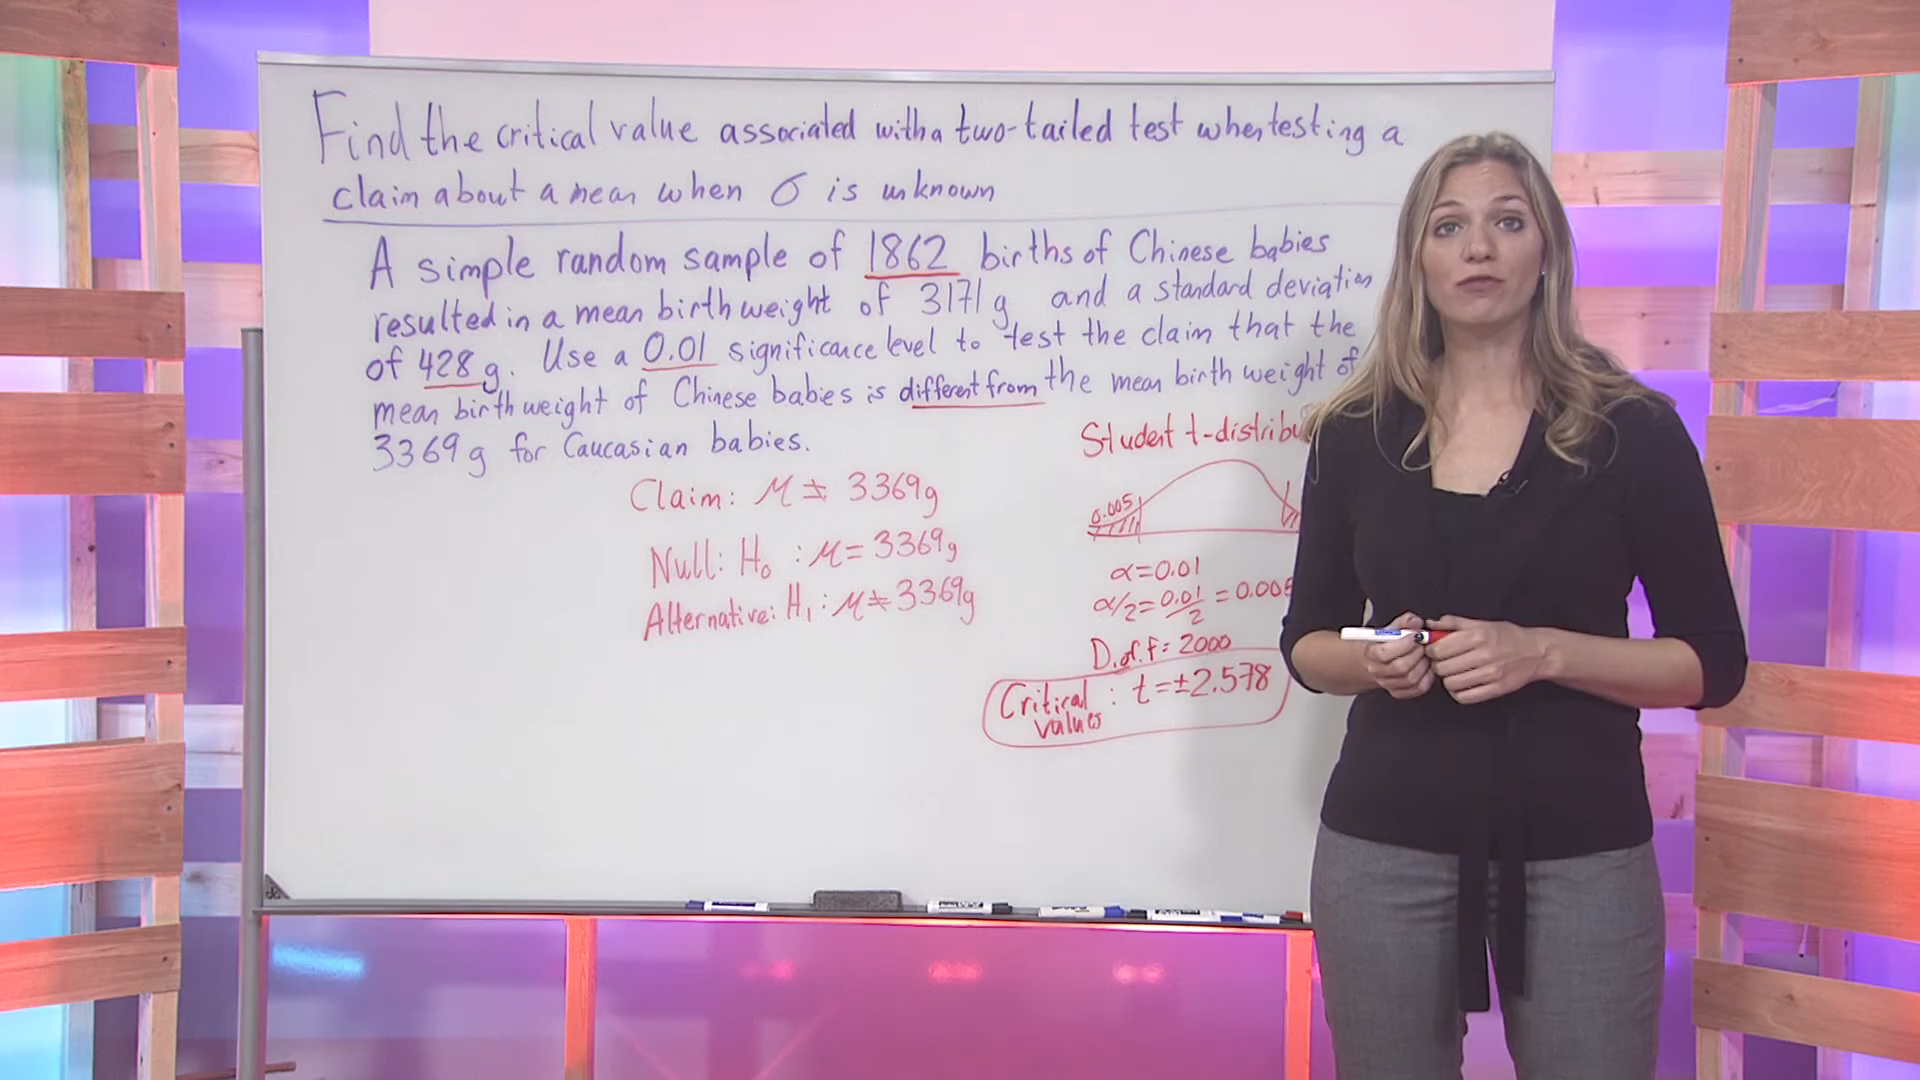 Find the critical value associated with a two-tailed test when testing a
claim about a mean when σ is unknown
A simple random sample of 1862 births of Chinese babies
resulted in a mean birth weight of 3171 g and a standard deviation
of 428 g. Use a 0.01 significance level to test the claim that the
mean birth weight of Chinese babies is different from the mean birth weight of
3369 g for Caucasian babies.
Claim: μ ≠ 3369g
Null: H₀ : μ = 3369g
Alternative: H₁ : μ ≠ 3369g
Student t-distribu
0.005
α=0.01
α/2 = 0.01/2 = 0.005
D.of.F: 2000
Critical values : t=±2.578